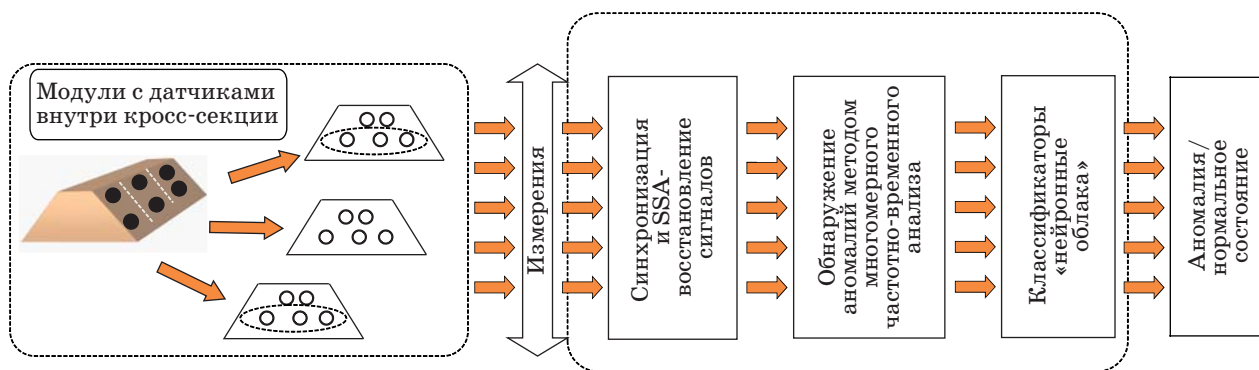 Модули с датчиками
внутри кросс-секции
Измерения
Синхронизация
и SSA-
восстановление
сигналов
Обнаружение
аномалий методом
многомерного
частотно-временного
анализа
Классификаторы
«нейронные
облака»
Аномалия/
нормальное
состояние